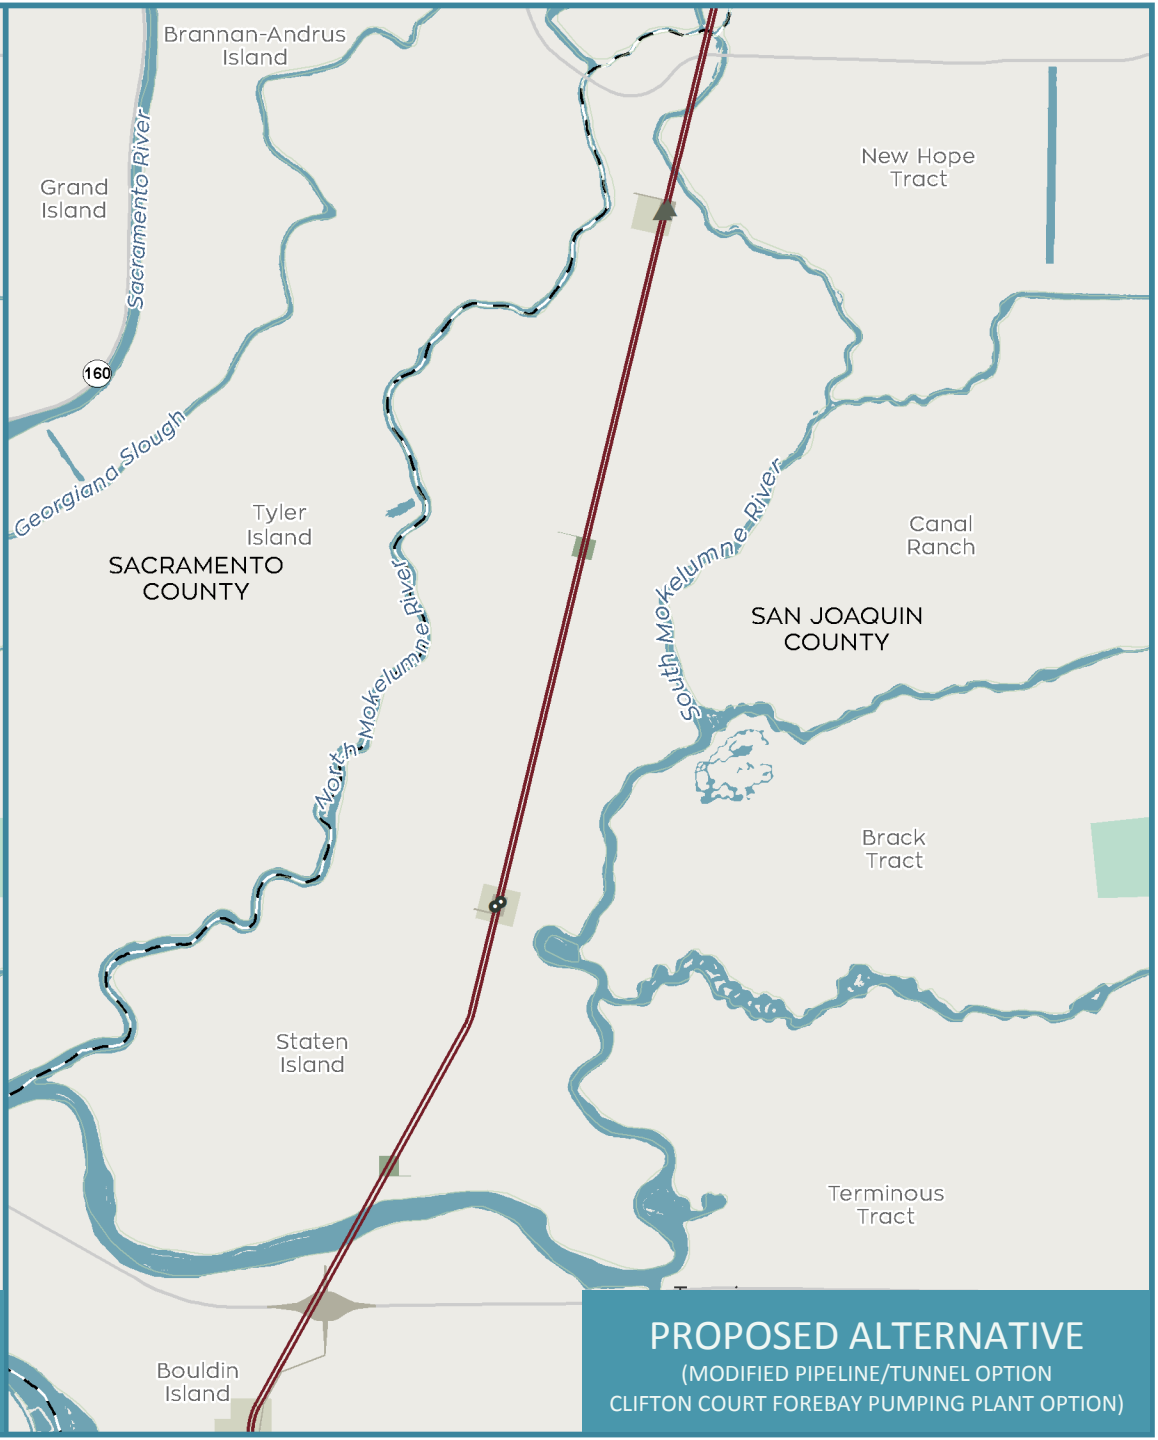 Brannan-Andrus
Island
Sacramento River
Grand
Island
New Hope
Tract
160
Georgiana Slough
Tyler
Island
SACRAMENTO
COUNTY
North Mokelumne River
South Mokelumne River
Canal
Ranch
SAN JOAQUIN
COUNTY
Brack
Tract
Staten
Island
Terminous
Tract
Bouldin
Island
PROPOSED ALTERNATIVE
(MODIFIED PIPELINE/TUNNEL OPTION
CLIFTON COURT FOREBAY PUMPING PLANT OPTION)